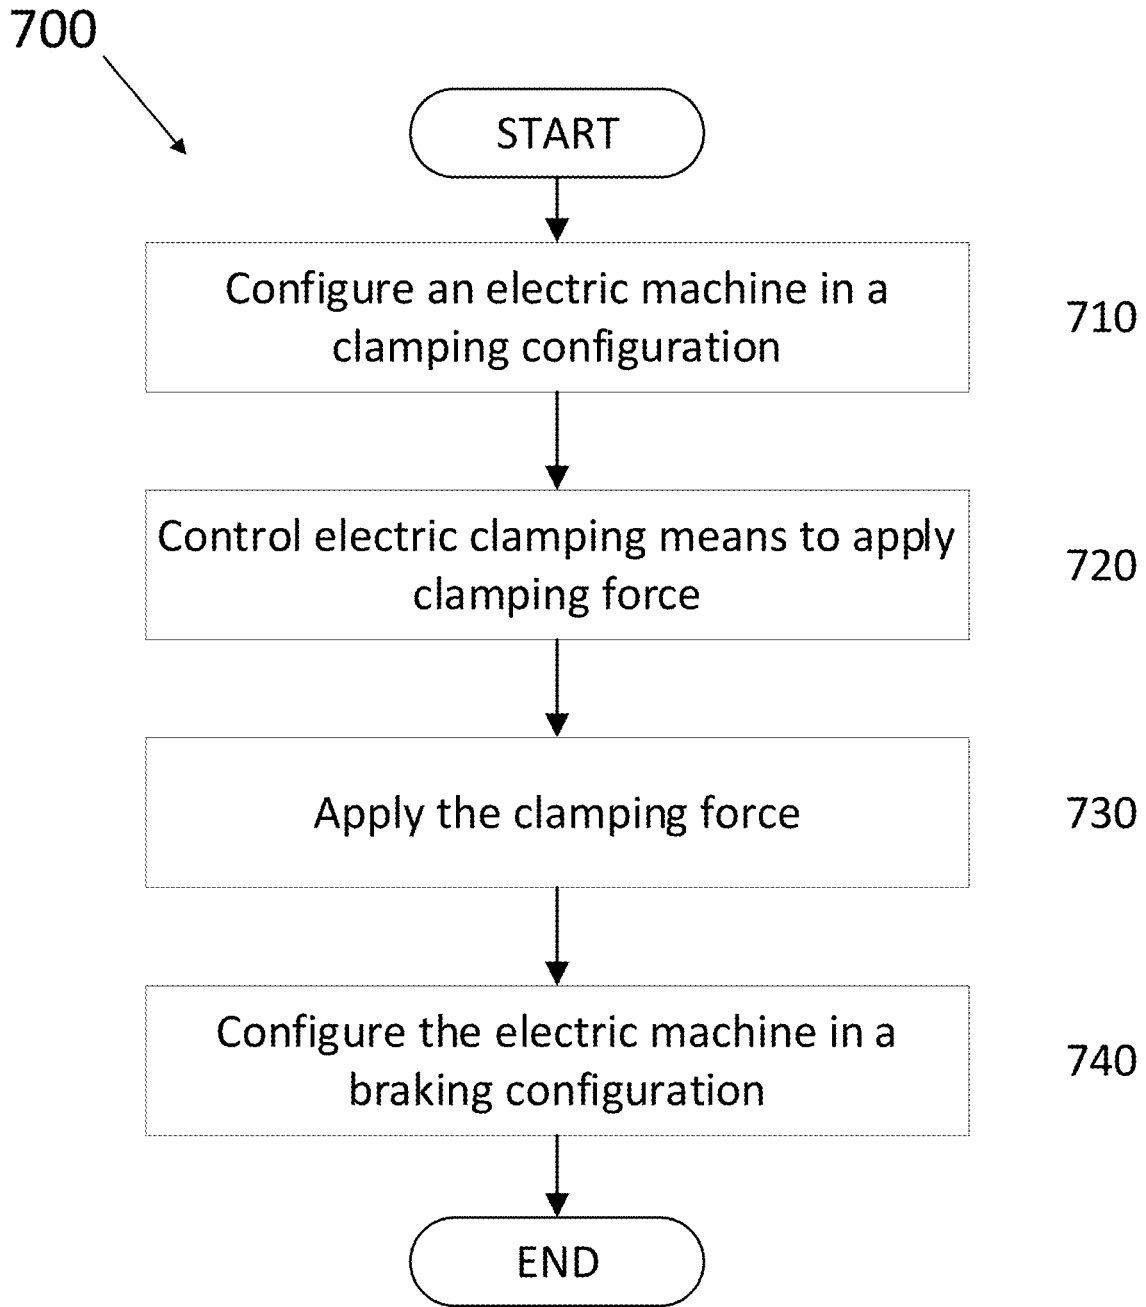 700
START
Configure an electric machine in a
clamping configuration
710
Control electric clamping means to apply
clamping force
720
Apply the clamping force
730
Configure the electric machine in a
braking configuration
740
END